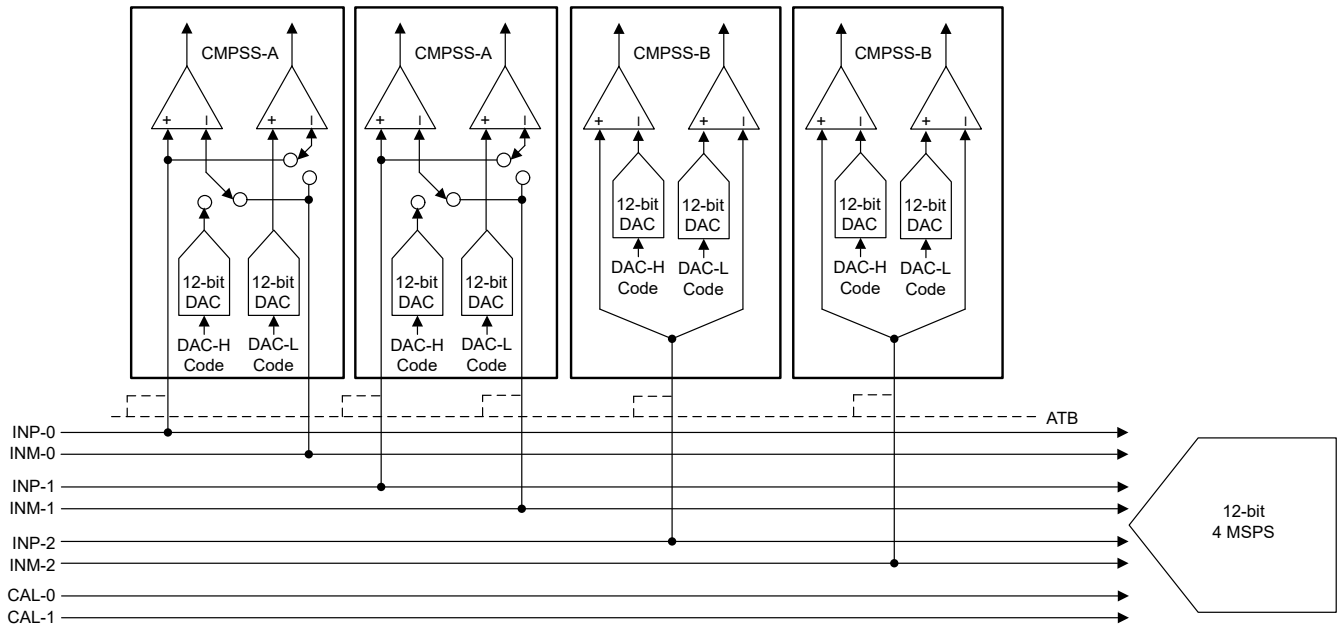 CMPSS-A
CMPSS-A
CMPSS-B
CMPSS-B
+ – + –
+ – + –
+ – + –
+ – + –
12-bit
DAC
12-bit
DAC
DAC-H
Code
DAC-L
Code
12-bit
DAC
12-bit
DAC
DAC-H
Code
DAC-L
Code
12-bit
DAC
12-bit
DAC
DAC-H
Code
DAC-L
Code
12-bit
DAC
12-bit
DAC
DAC-H
Code
DAC-L
Code
ATB
INP-0
INM-0
INP-1
INM-1
INP-2
INM-2
CAL-0
CAL-1
12-bit
4 MSPS